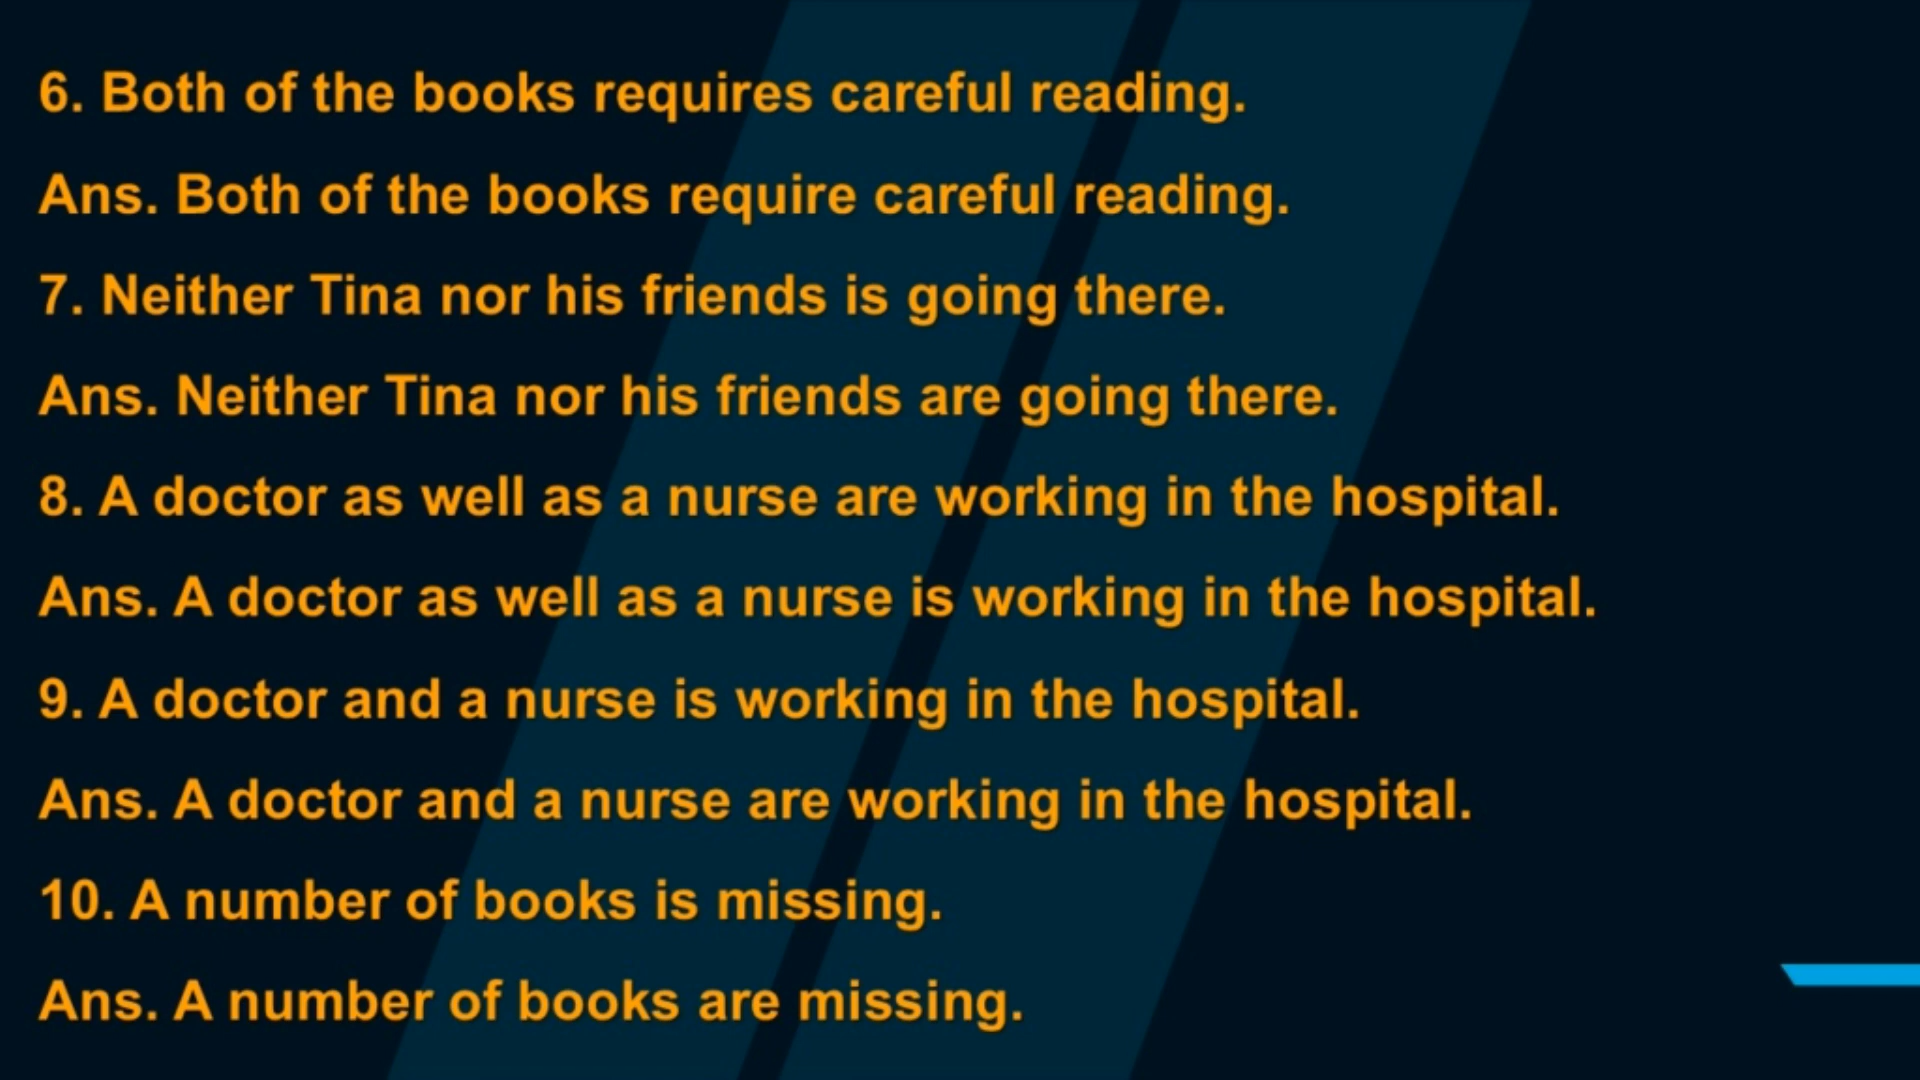 6. Both of the books requires careful reading.
Ans. Both of the books require careful reading.
7. Neither Tina nor his friends is going there.
Ans. Neither Tina nor his friends are going there.
8. A doctor as well as a nurse are working in the hospital.
Ans. A doctor as well as a nurse is working in the hospital.
9. A doctor and a nurse is working in the hospital.
Ans. A doctor and a nurse are working in the hospital.
10. A number of books is missing.
Ans. A number of books are missing.